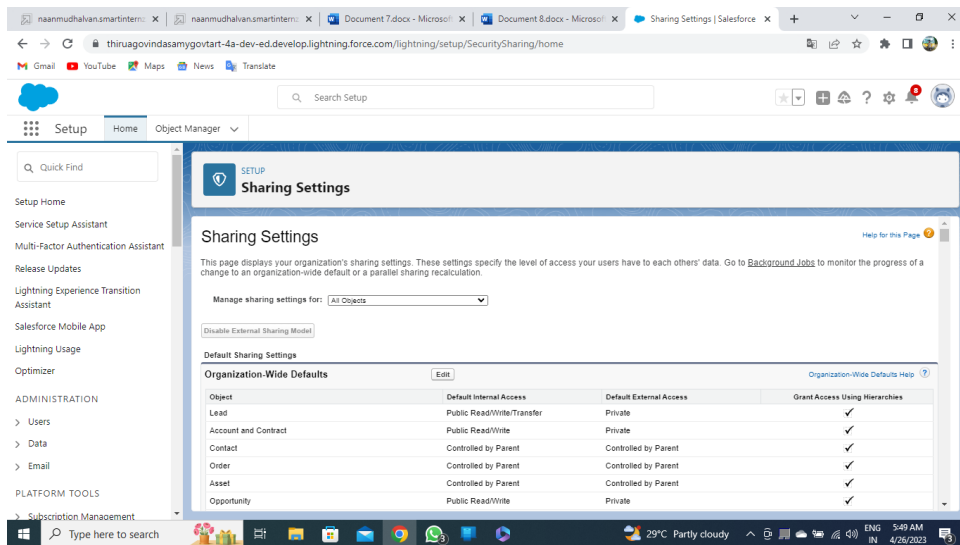 naanmudhalvan.smartinternz
naanmudhalvan.smartinternz
Document 7.docx - Microsoft
Document 8.docx - Microsoft
Sharing Settings | Salesforce
thiruagovindasamygovtart-4a-dev-ed.develop.lightning.force.com/lightning/setup/SecuritySharing/home
Gmail YouTube Maps News Translate
Search Setup
8
Setup Home Object Manager
Quick Find
Setup Home
Service Setup Assistant
Multi-Factor Authentication Assistant
Release Updates
Lightning Experience Transition
Assistant
Salesforce Mobile App
Lightning Usage
Optimizer
ADMINISTRATION
Users
Data
Email
PLATFORM TOOLS
Subscription Management
SETUP
Sharing Settings
Sharing Settings
Help for this Page
This page displays your organization's sharing settings. These settings specify the level of access your users have to each others' data. Go to Background Jobs to monitor the progress of a
change to an organization-wide default or a parallel sharing recalculation.
Manage sharing settings for: All Objects
Disable External Sharing Model
Default Sharing Settings
Organization-Wide Defaults Edit Organization-Wide Defaults Help
Object Default Internal Access Default External Access Grant Access Using Hierarchies
Lead Public Read/Write/Transfer Private ✓
Account and Contract Public Read/Write Private ✓
Contact Controlled by Parent Controlled by Parent ✓
Order Controlled by Parent Controlled by Parent ✓
Asset Controlled by Parent Controlled by Parent ✓
Opportunity Public Read/Write Private ✓
Type here to search
29°C Partly cloudy
ENG
IN
5:49 AM
4/26/2023